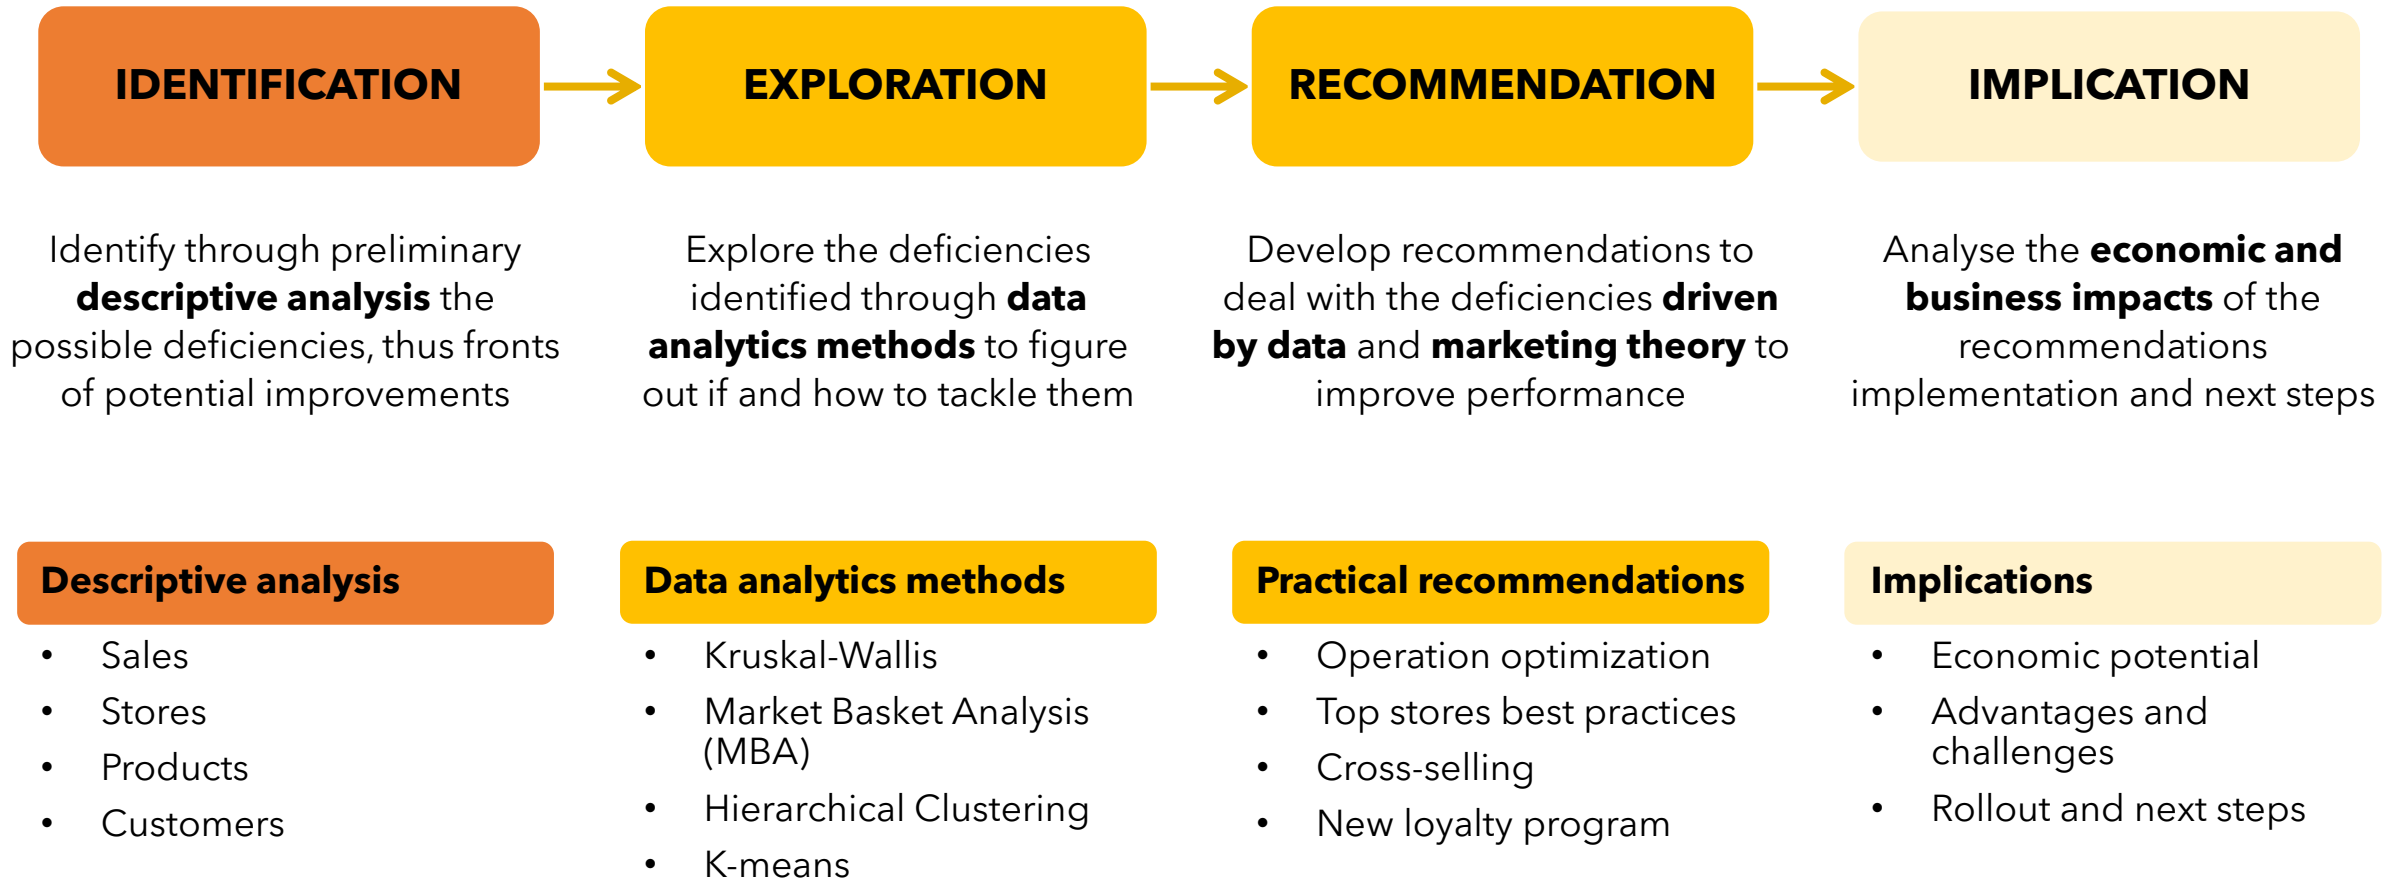 IDENTIFICATION
EXPLORATION
RECOMMENDATION
IMPLICATION
Identify through preliminary
descriptive analysis the
possible deficiencies, thus fronts
of potential improvements
Explore the deficiencies
identified through data
analytics methods to figure
out if and how to tackle them
Develop recommendations to
deal with the deficiencies driven
by data and marketing theory to
improve performance
Analyse the economic and
business impacts of the
recommendations
implementation and next steps
Descriptive analysis
• Sales
• Stores
• Products
• Customers
Data analytics methods
• Kruskal-Wallis
• Market Basket Analysis
(MBA)
• Hierarchical Clustering
• K-means
Practical recommendations
• Operation optimization
• Top stores best practices
• Cross-selling
• New loyalty program
Implications
• Economic potential
• Advantages and
challenges
• Rollout and next steps